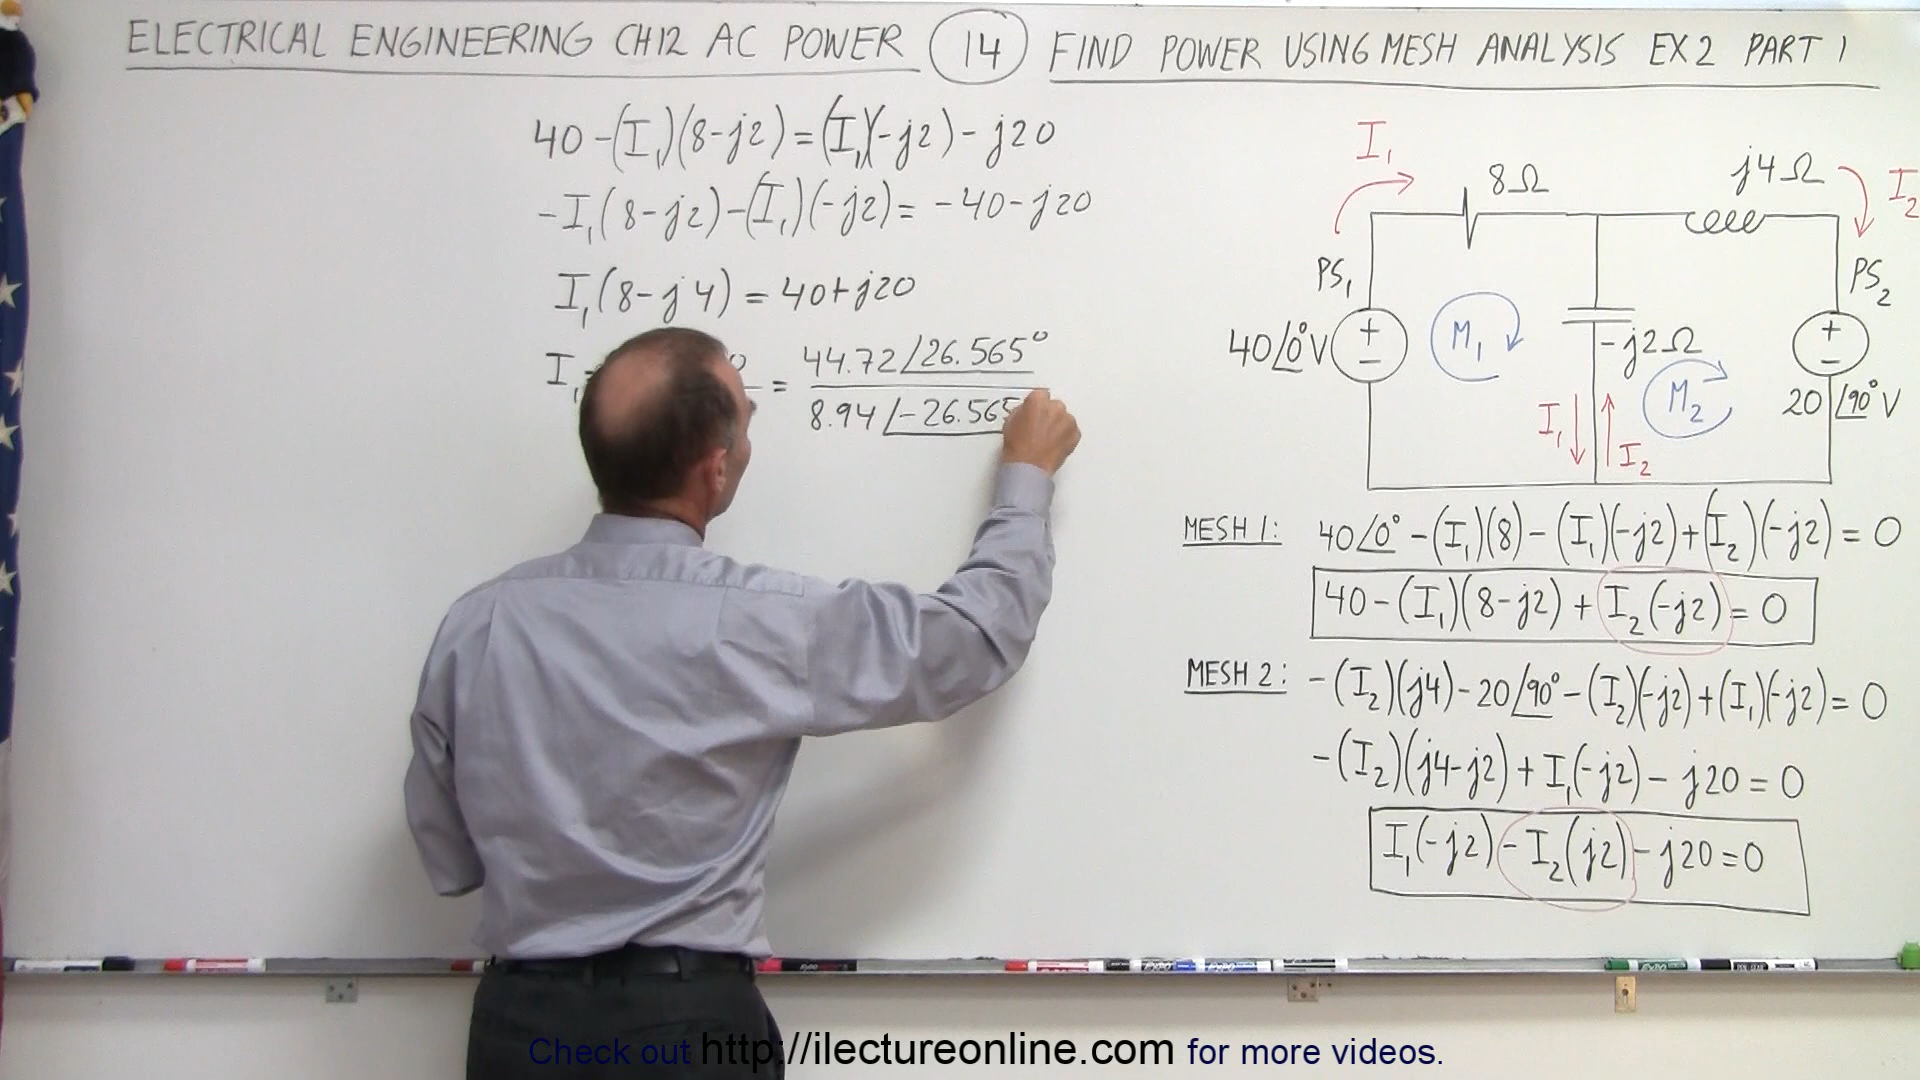 ELECTRICAL ENGINEERING CH12 AC POWER 14 FIND POWER USING MESH ANALYSIS EX 2 PART 1
40 - (I₁)(8 - j2) = (I₁)(-j2) - j20
-I₁(8 - j2) - (I₁)(-j2) = -40 - j20
I₁(8 - j4) = 40 + j20
I₁ = = 44.72 ∠26.565°
8.94 ∠-26.565
I₁
8Ω
j4Ω
I₂
PS₁
PS₂
40∠0° V
+
-
M₁
-j2Ω
M₂
+
-
20 ∠90° V
I₁
I₂
MESH 1: 40∠0° - (I₁)(8) - (I₁)(-j2) + (I₂)(-j2) = 0
40 - (I₁)(8 - j2) + I₂(-j2) = 0
MESH 2: -(I₂)(j4) - 20∠90° - (I₂)(-j2) + (I₁)(-j2) = 0
-(I₂)(j4 - j2) + I₁(-j2) - j20 = 0
I₁(-j2) - I₂(j2) - j20 = 0
Check out http://ilectureonline.com for more videos.